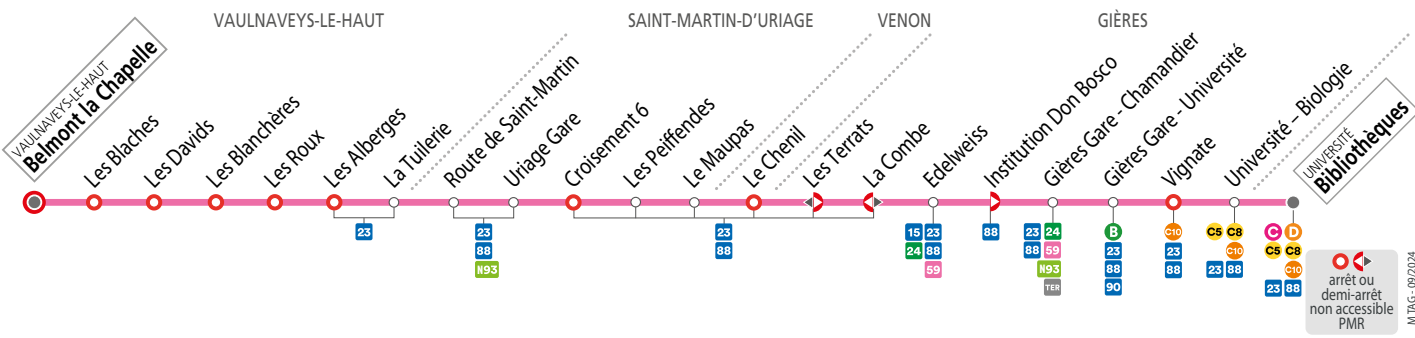 VAULNAVEYS-LE-HAUT
SAINT-MARTIN-D'URIAGE
VENON
GIÈRES
VAULNAVEYS-LE-HAUT
Belmont la Chapelle
Les Blaches
Les Davids
Les Blanchères
Les Roux
Les Alberges
La Tuilerie
Route de Saint-Martin
Uriage Gare
Croisement 6
Les Peiffendes
Le Maupas
Le Chenil
Les Terrats
La Combe
Edelweiss
Institution Don Bosco
Gières Gare - Chamandier
Gières Gare - Université
Vignate
Université – Biologie
UNIVERSITÉ
Bibliothèques
23
23
88
N93
23
88
15 23
24 88
59
88
23 24
88 59
N93
TER
B
23
88
90
C10
23
88
C5 C8
C10
23 88
C D
C5 C8
C10
23 88
arrêt ou
demi-arrêt
non accessible
PMR
M TAG - 09/2024